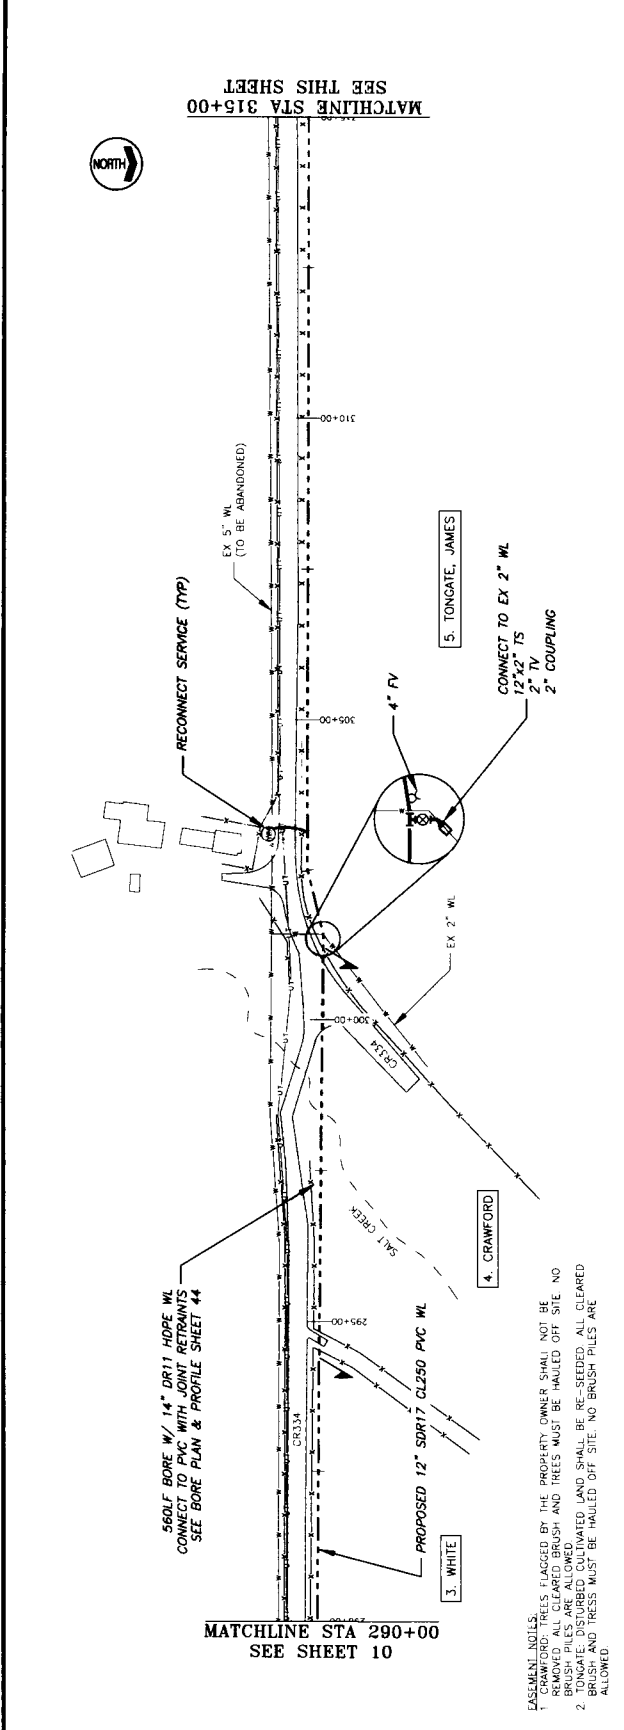 MATCHLINE STA 315+00
SEE THIS SHEET
NORTH
310+00
EX 5" WL
(TO BE ABANDONED)
RECONNECT SERVICE (TYP)
5. TONGATE, JAMES
CONNECT TO EX 2" WL
12"x2" TS
2" TV
2" COUPLING
4" FV
305+00
EX 2" WL
300+00
CR334
SALT CREEK
4. CRAWFORD
560LF BORE W/ 14" DR11 HDPE WL
CONNECT TO PVC WITH JOINT RETRAINTS
SEE BORE PLAN & PROFILE SHEET 44
295+00
CR334
PROPOSED 12" SDR17 CL250 PVC WL
3. WHITE
MATCHLINE STA 290+00
SEE SHEET 10
EASEMENT NOTES:
1 CRAWFORD: TREES FLAGGED BY THE PROPERTY OWNER SHALL NOT BE
REMOVED. ALL CLEARED BRUSH AND TREES MUST BE HAULED OFF SITE. NO
BRUSH PILES ARE ALLOWED.
2. TONGATE: DISTURBED CULTIVATED LAND SHALL BE RE-SEEDED. ALL CLEARED
BRUSH AND TRESS MUST BE HAULED OFF SITE. NO BRUSH PILES ARE
ALLOWED.